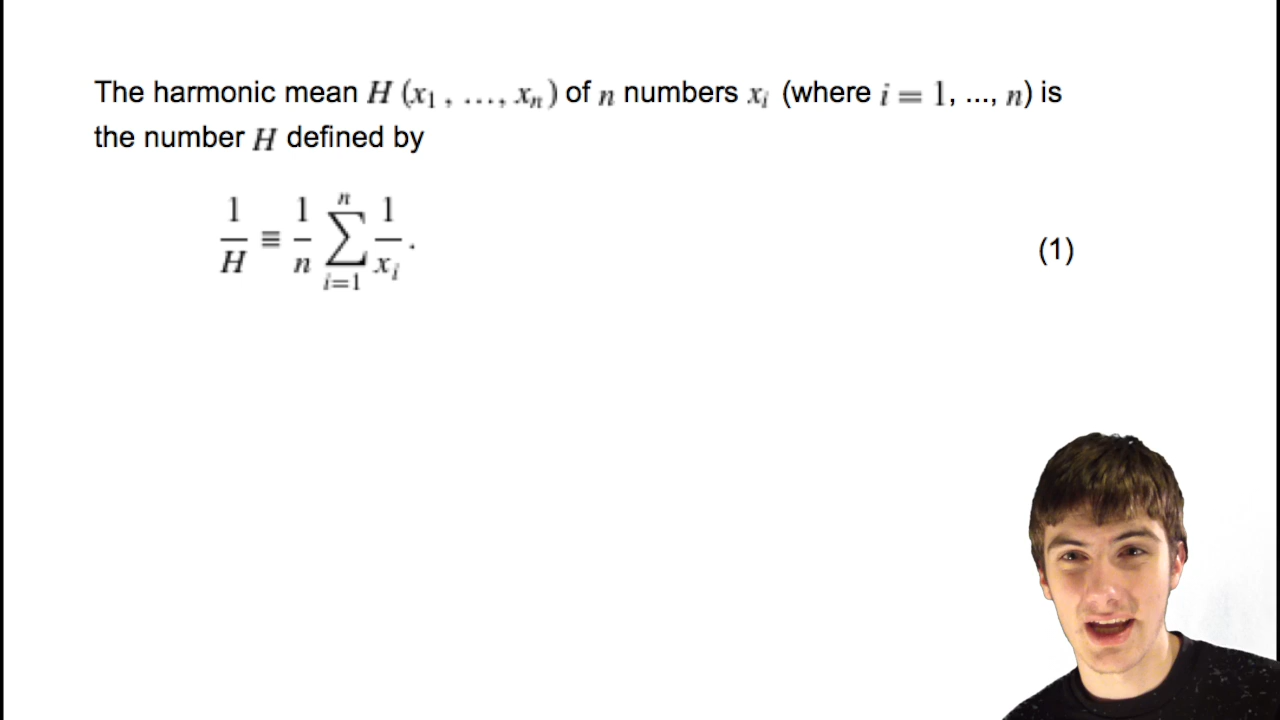 The harmonic mean H (x₁, ..., xₙ) of n numbers xᵢ (where i = 1, ..., n) is
the number H defined by
1/H ≡ 1/n ∑ᵢ₌₁ⁿ 1/xᵢ. (1)